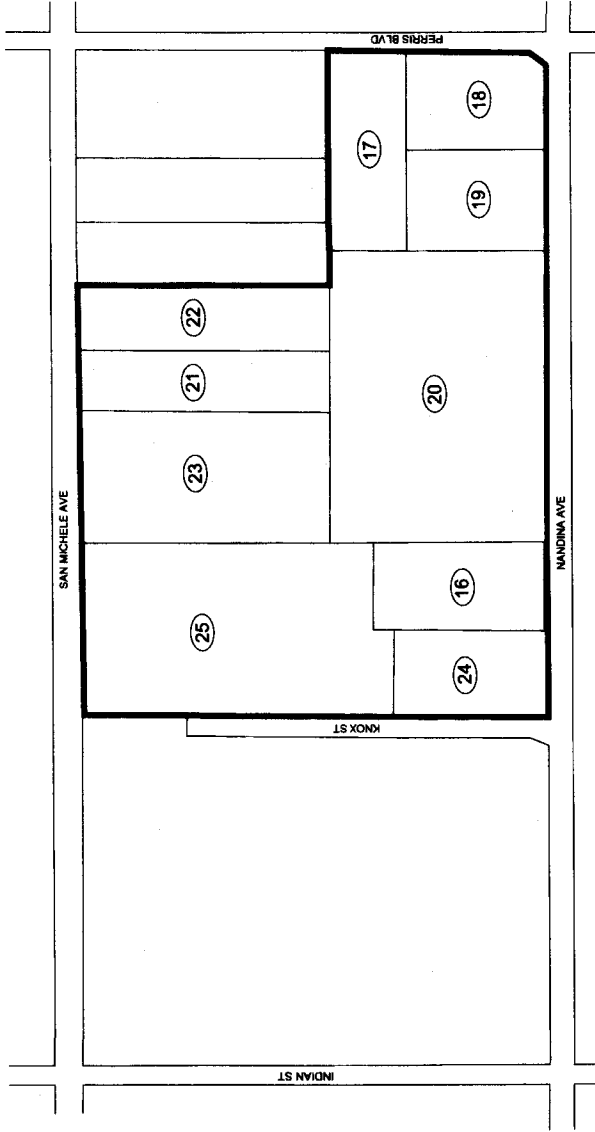 PERRIS BLVD
17
18
19
22
21
20
23
SAN MICHELE AVE
NANDINA AVE
16
25
24
KNOX ST
INDIAN ST